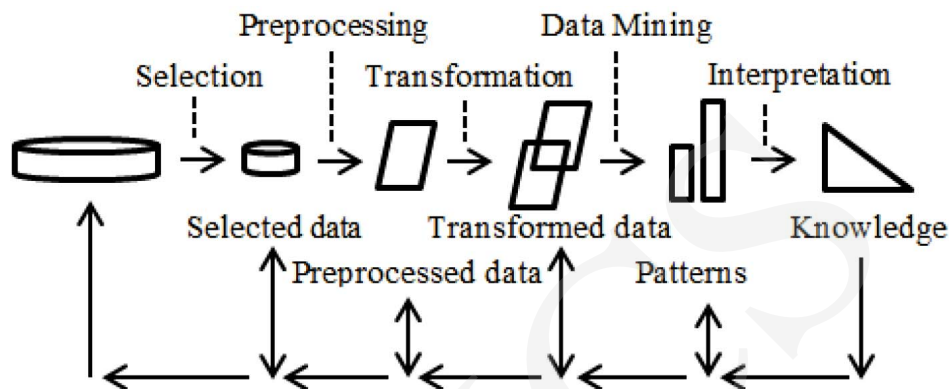 Preprocessing Data Mining
Selection Transformation Interpretation
Selected data Transformed data Knowledge
Preprocessed data Patterns